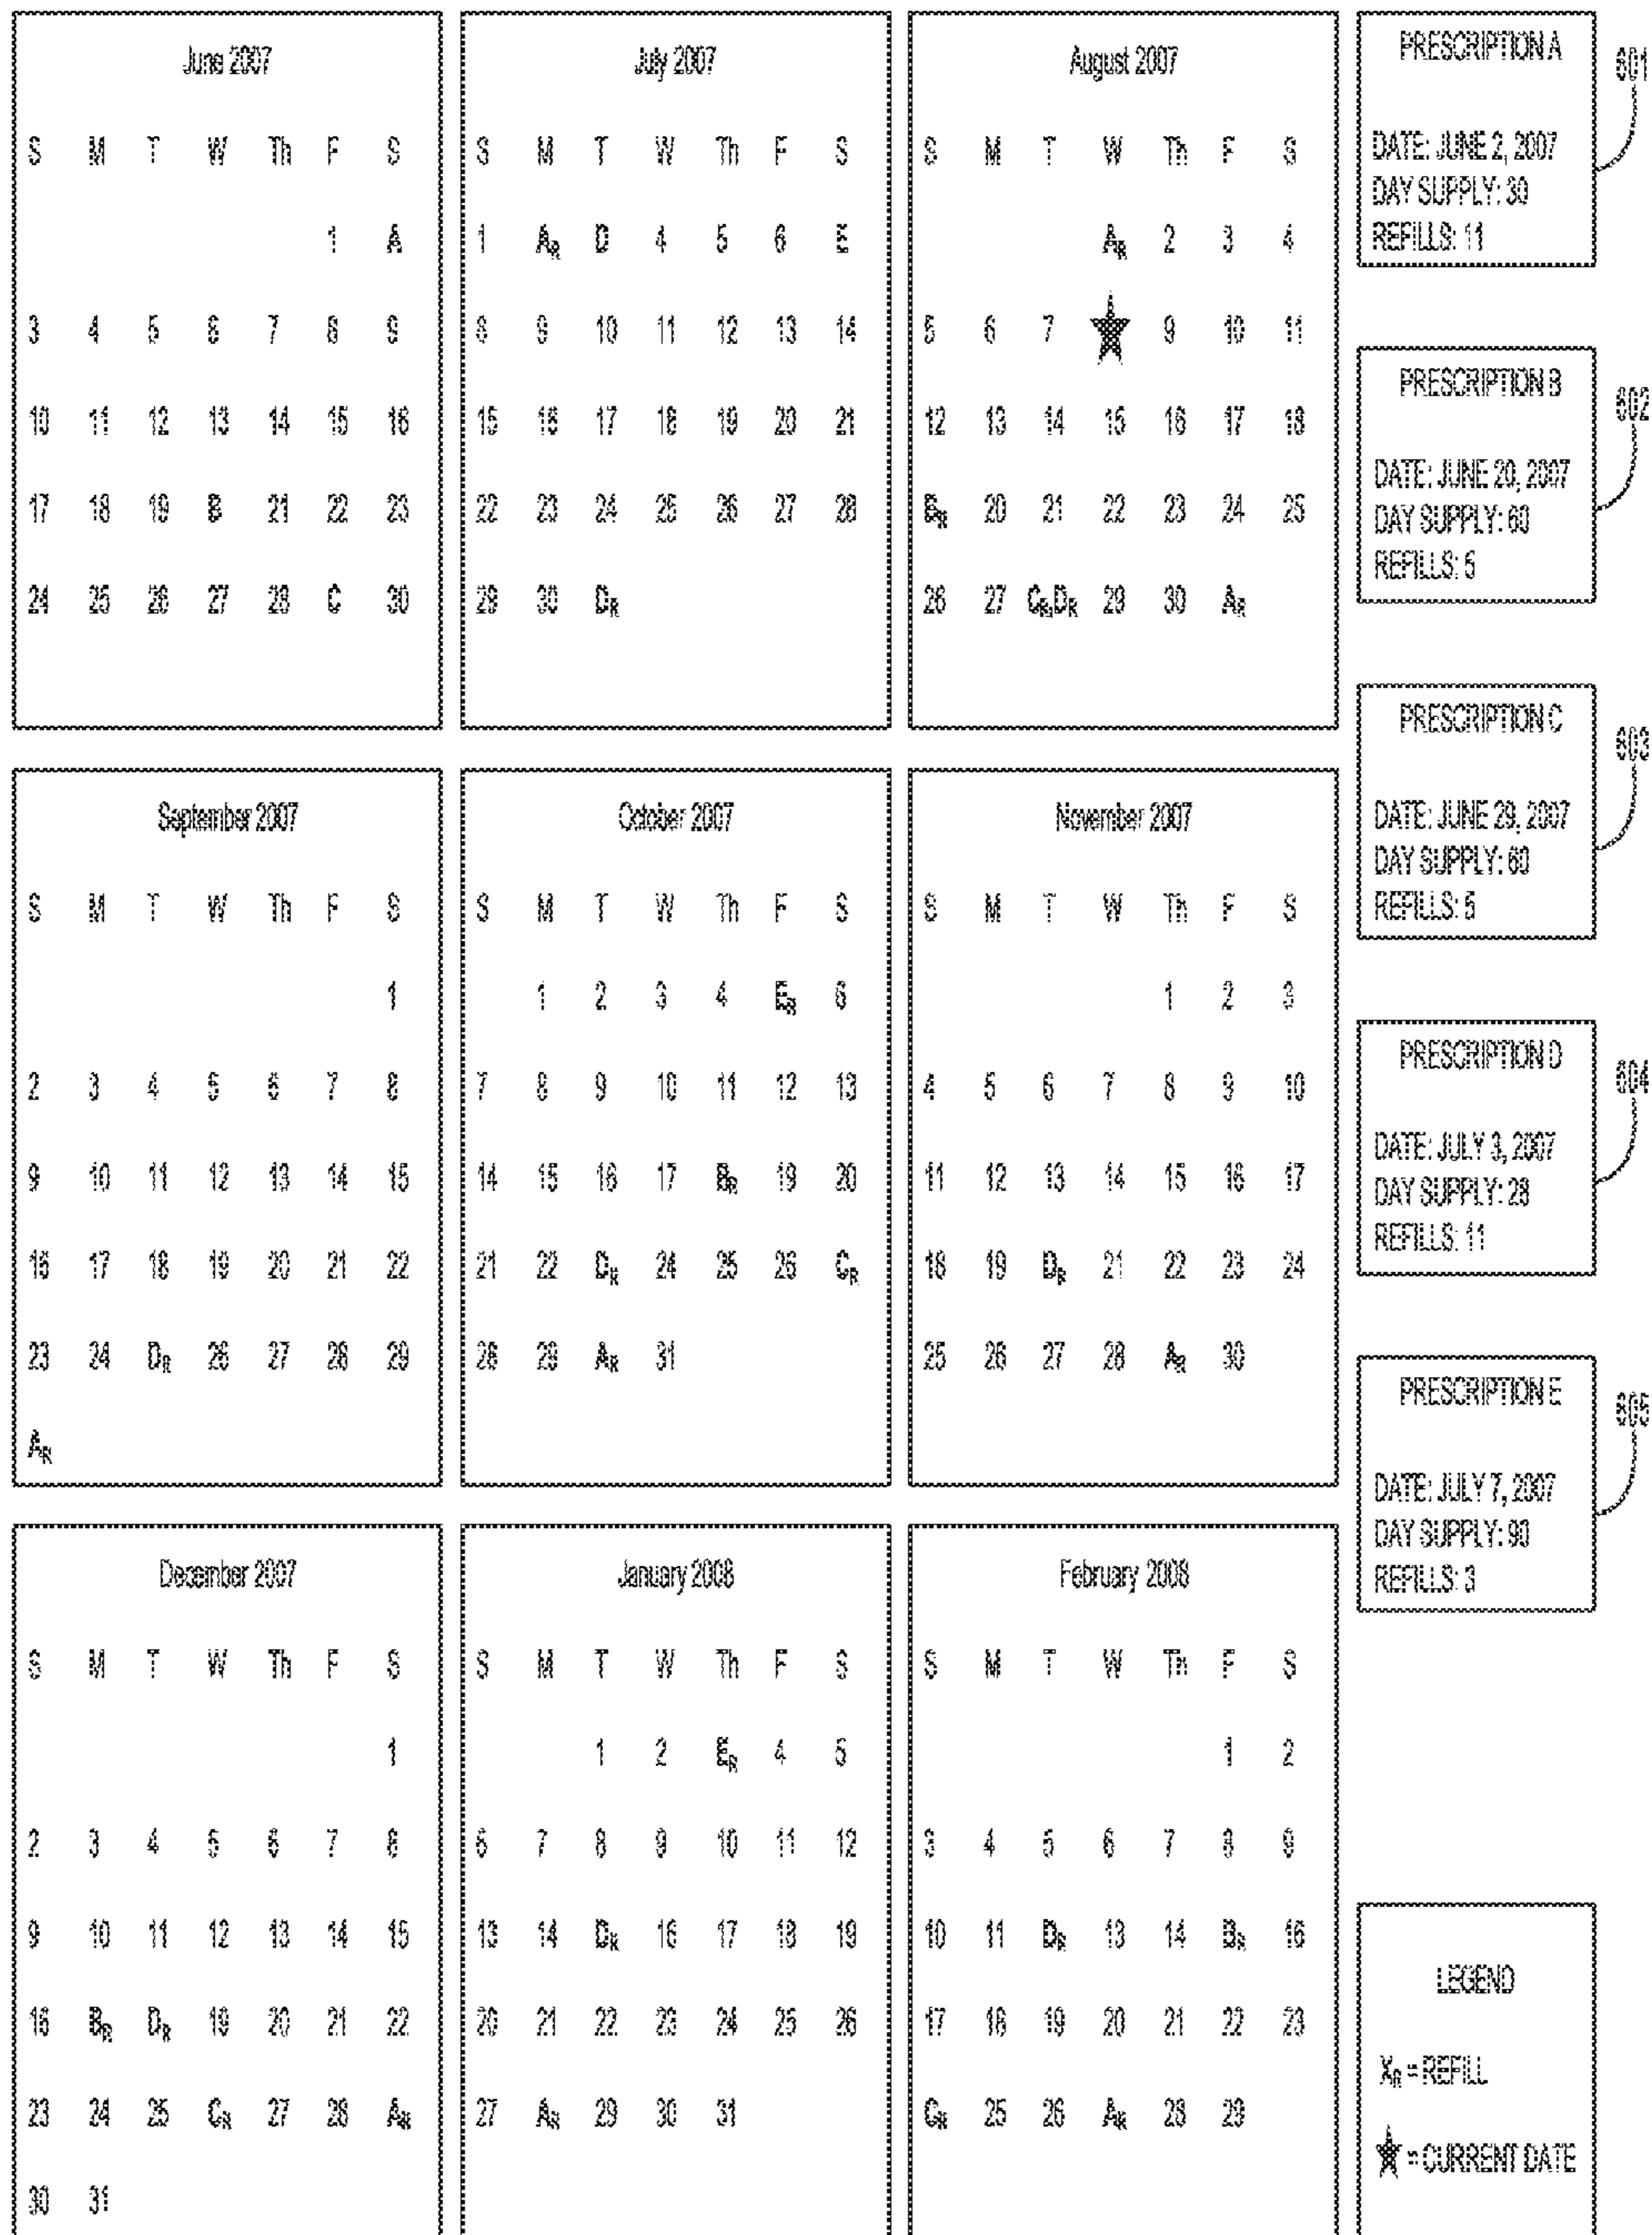 June 2007
S M T W Th F S
1 A
3 4 5 6 7 8 9
10 11 12 13 14 15 16
17 18 19 B 21 22 23
24 25 26 27 28 C 30
July 2007
S M T W Th F S
1 AR D 4 5 6 E
8 9 10 11 12 13 14
15 16 17 18 19 20 21
22 23 24 25 26 27 28
29 30 DR
August 2007
S M T W Th F S
AR 2 3 4
5 6 7 9 10 11
12 13 14 15 16 17 18
BR 20 21 22 23 24 25
26 27 CR,DR 29 30 AR
PRESCRIPTION A
DATE: JUNE 2, 2007
DAY SUPPLY: 30
REFILLS: 11
601
PRESCRIPTION B
DATE: JUNE 20, 2007
DAY SUPPLY: 60
REFILLS: 5
602
September 2007
S M T W Th F S
1
2 3 4 5 6 7 8
9 10 11 12 13 14 15
16 17 18 19 20 21 22
23 24 DR 26 27 28 29
AR
October 2007
S M T W Th F S
1 2 3 4 ER 6
7 8 9 10 11 12 13
14 15 16 17 BR 19 20
21 22 DR 24 25 26 CR
28 29 AR 31
November 2007
S M T W Th F S
1 2 3
4 5 6 7 8 9 10
11 12 13 14 15 16 17
18 19 DR 21 22 23 24
25 26 27 28 AR 30
PRESCRIPTION C
DATE: JUNE 29, 2007
DAY SUPPLY: 60
REFILLS: 5
603
PRESCRIPTION D
DATE: JULY 3, 2007
DAY SUPPLY: 28
REFILLS: 11
604
PRESCRIPTION E
DATE: JULY 7, 2007
DAY SUPPLY: 90
REFILLS: 3
605
December 2007
S M T W Th F S
1
2 3 4 5 6 7 8
9 10 11 12 13 14 15
16 BR DR 19 20 21 22
23 24 25 CR 27 28 AR
30 31
January 2008
S M T W Th F S
1 2 ER 4 5
6 7 8 9 10 11 12
13 14 DR 16 17 18 19
20 21 22 23 24 25 26
27 AR 29 30 31
February 2008
S M T W Th F S
1 2
3 4 5 6 7 8 9
10 11 DR 13 14 BR 16
17 18 19 20 21 22 23
CR 25 26 AR 28 29
LEGEND
XR = REFILL
★ = CURRENT DATE